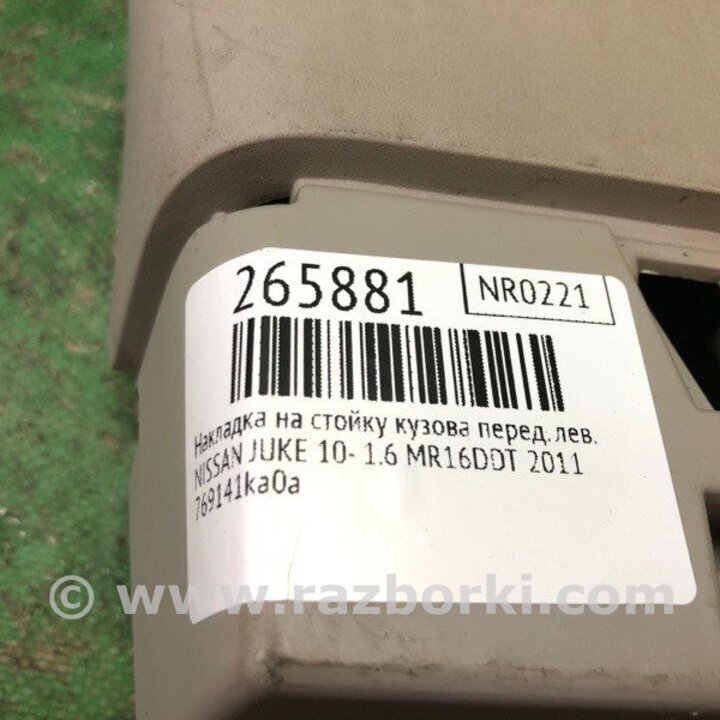 265881
NR0221
Накладка на стойку кузова перед.лев.
NISSAN JUKE 10- 1.6 MR16DDT 2011
769141ka0a
© www.razborki.com